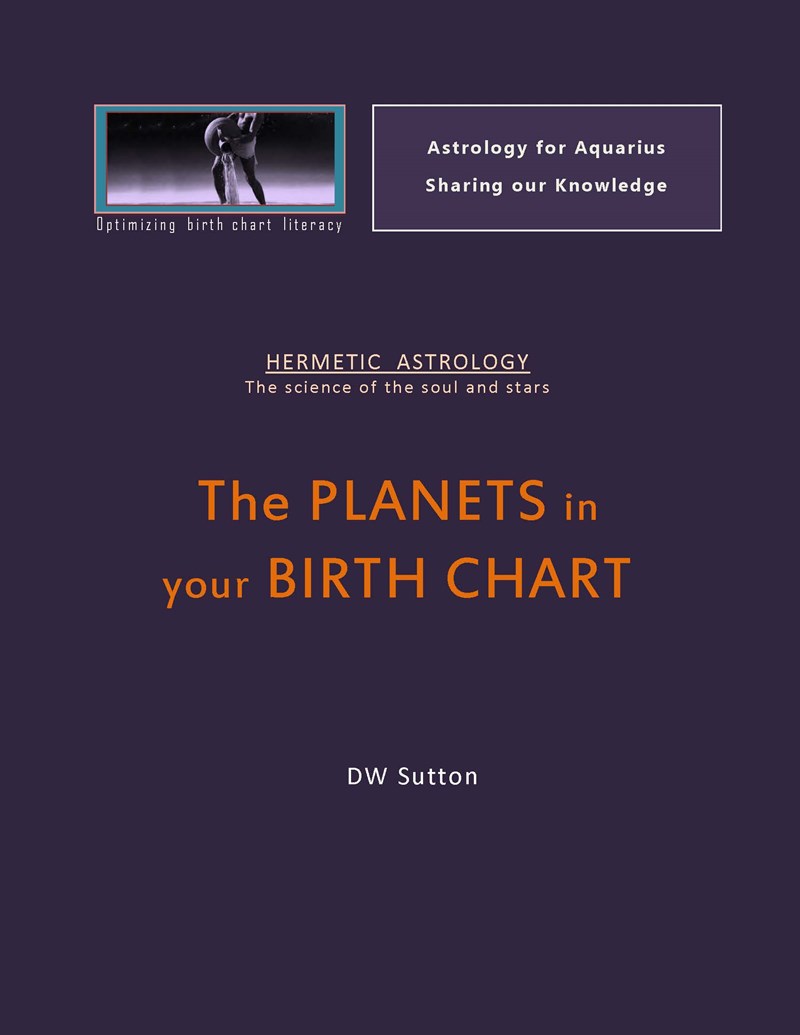 Optimizing birth chart literacy
Astrology for Aquarius
Sharing our Knowledge
HERMETIC ASTROLOGY
The science of the soul and stars
The PLANETS in
your BIRTH CHART
DW Sutton